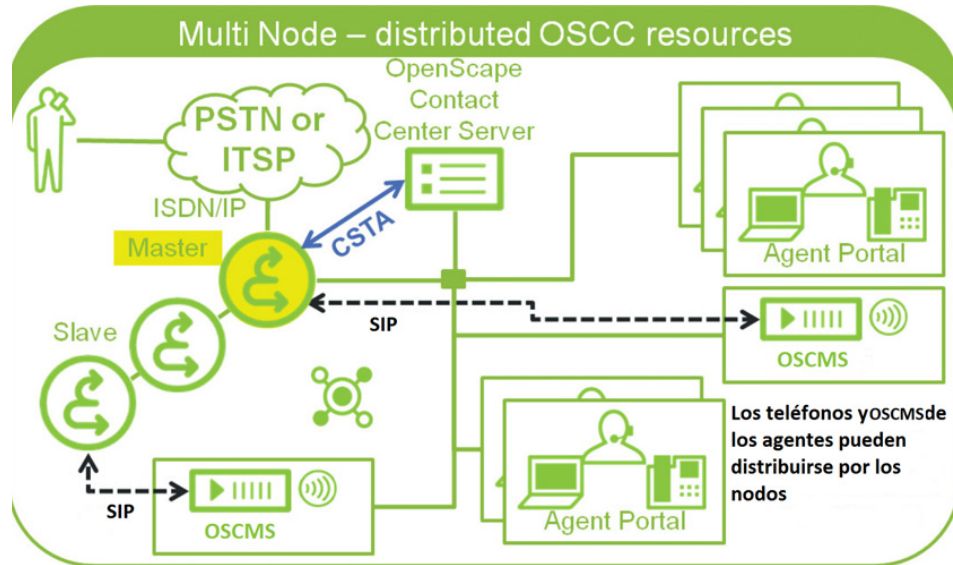 Multi Node – distributed OSCC resources
OpenScape
Contact
Center Server
PSTN or
ITSP
ISDN/IP
Master
CSTA
Agent Portal
SIP
Slave
OSCMS
Los teléfonos yOSCMSde
los agentes pueden
distribuirse por los
nodos
Agent Portal
SIP
OSCMS